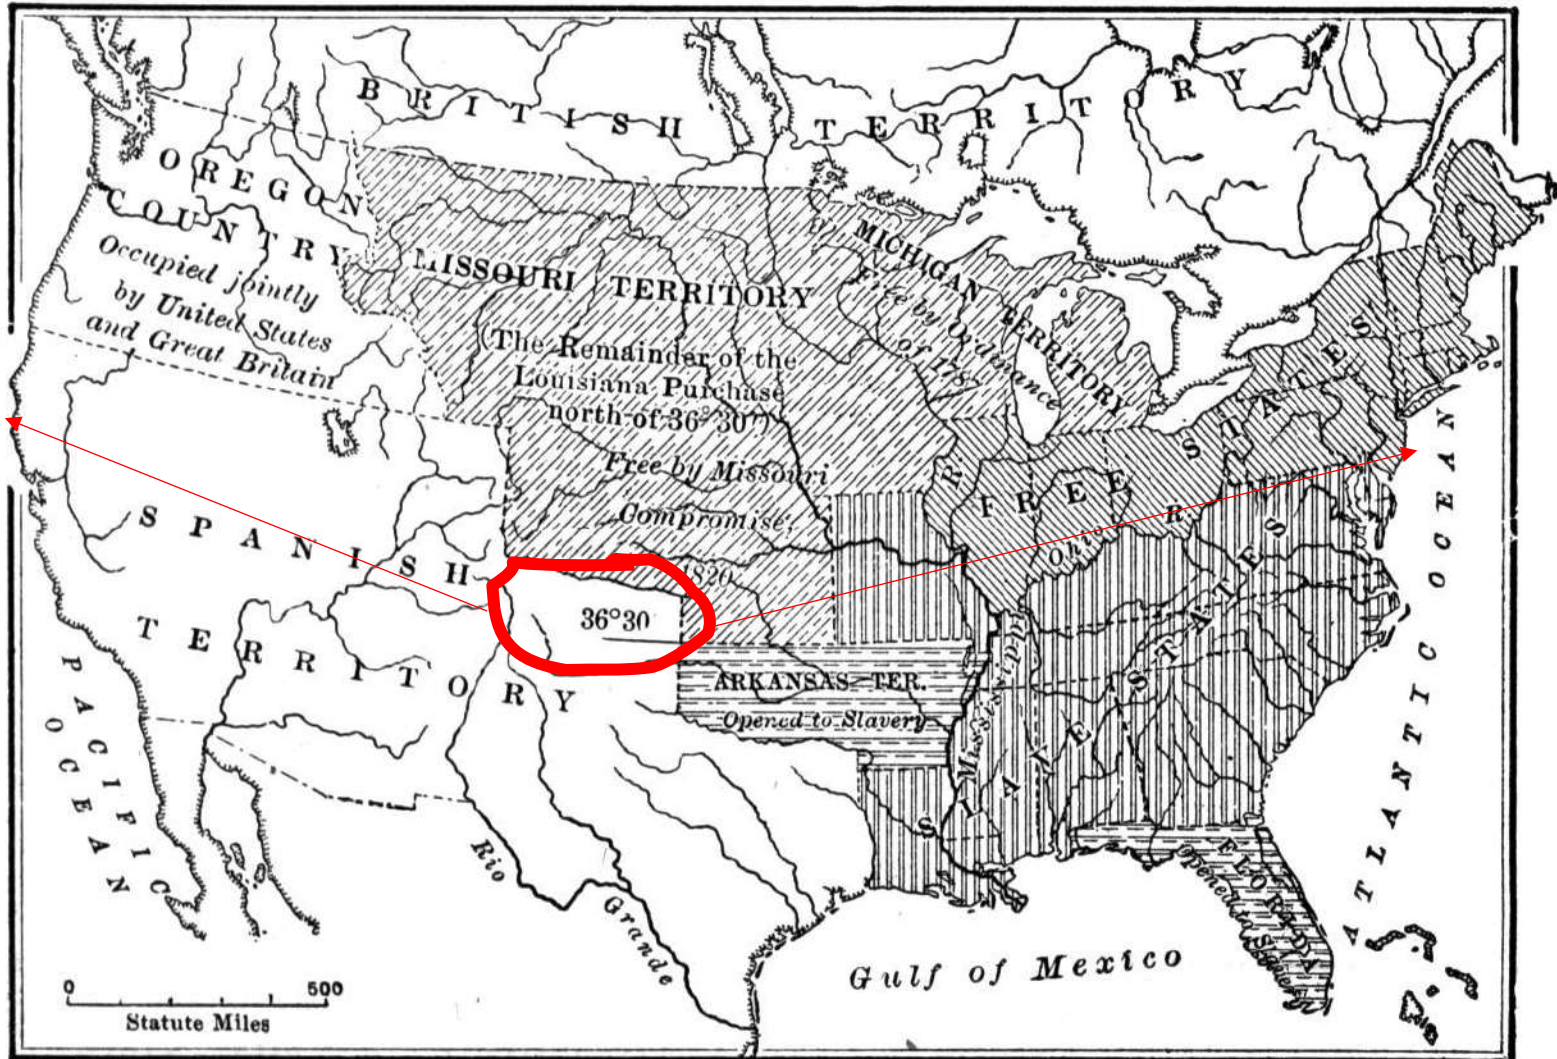 BRITISH TERRITORY
OREGON
COUNTRY
Occupied jointly
by United States
and Great Britain
MISSOURI TERRITORY
(The Remainder of the
Louisiana Purchase
north of 36°30')
Free by Missouri
Compromise,
1820
MICHIGAN TERRITORY
Free by Ordinance
of 1787
FREE STATES
SPANISH
TERRITORY
36°30
Ohio R.
Mississippi R.
SLAVE STATES
ARKANSAS TER.
Opened to Slavery
FLORIDA
Opened to Slavery
PACIFIC
OCEAN
ATLANTIC OCEAN
Rio Grande
Gulf of Mexico
0 500
Statute Miles